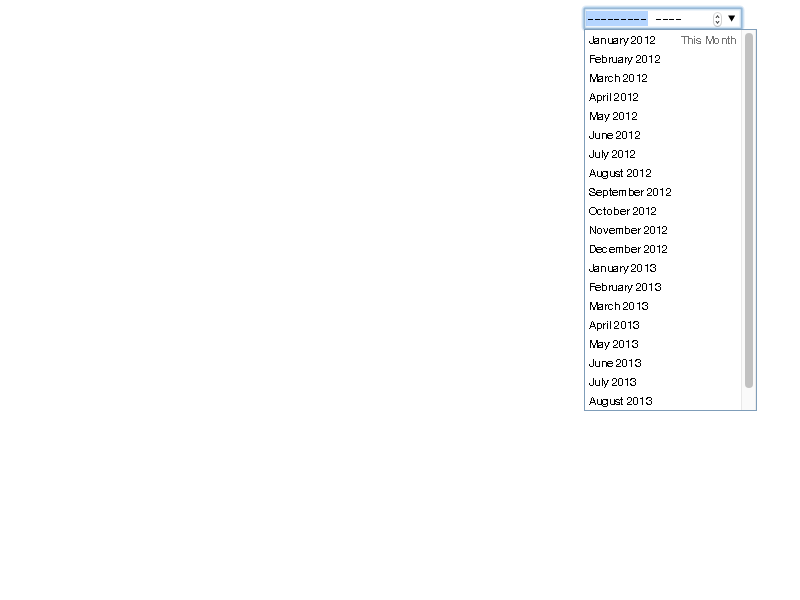 --------- ----
January 2012 This Month
February 2012
March 2012
April 2012
May 2012
June 2012
July 2012
August 2012
September 2012
October 2012
November 2012
December 2012
January 2013
February 2013
March 2013
April 2013
May 2013
June 2013
July 2013
August 2013